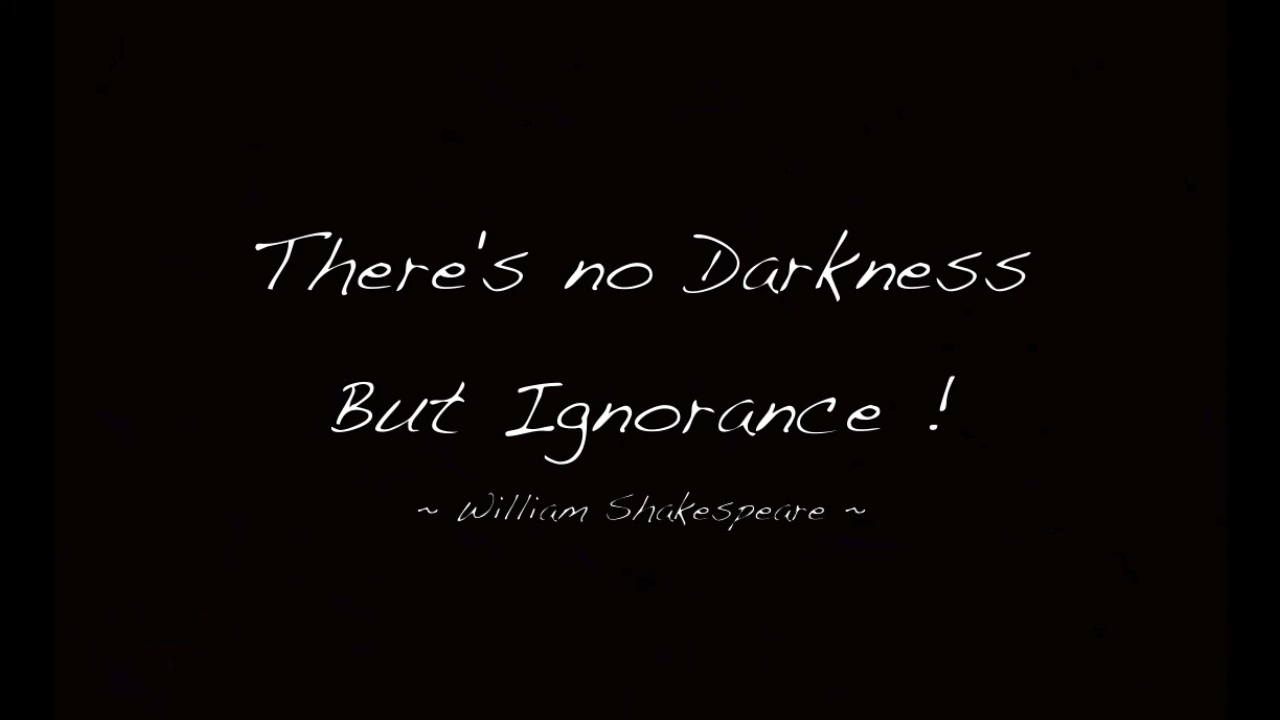 There's no Darkness
But Ignorance !
~ William Shakespeare ~